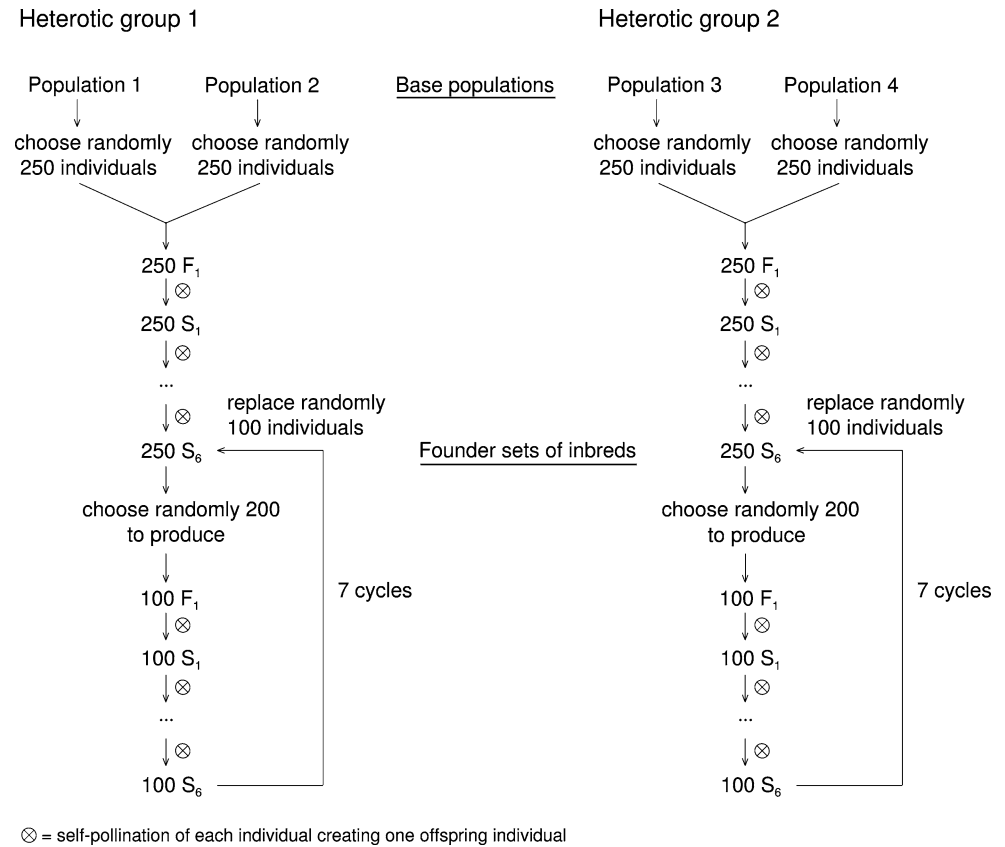 Heterotic group 1
Heterotic group 2
Population 1
Population 2
Base populations
Population 3
Population 4
choose randomly
250 individuals
choose randomly
250 individuals
choose randomly
250 individuals
choose randomly
250 individuals
250 F₁
⊗
250 S₁
⊗
...
⊗
replace randomly
100 individuals
250 S₆
Founder sets of inbreds
choose randomly 200
to produce
7 cycles
100 F₁
⊗
100 S₁
⊗
...
⊗
100 S₆
250 F₁
⊗
250 S₁
⊗
...
⊗
replace randomly
100 individuals
250 S₆
choose randomly 200
to produce
7 cycles
100 F₁
⊗
100 S₁
⊗
...
⊗
100 S₆
⊗ = self-pollination of each individual creating one offspring individual